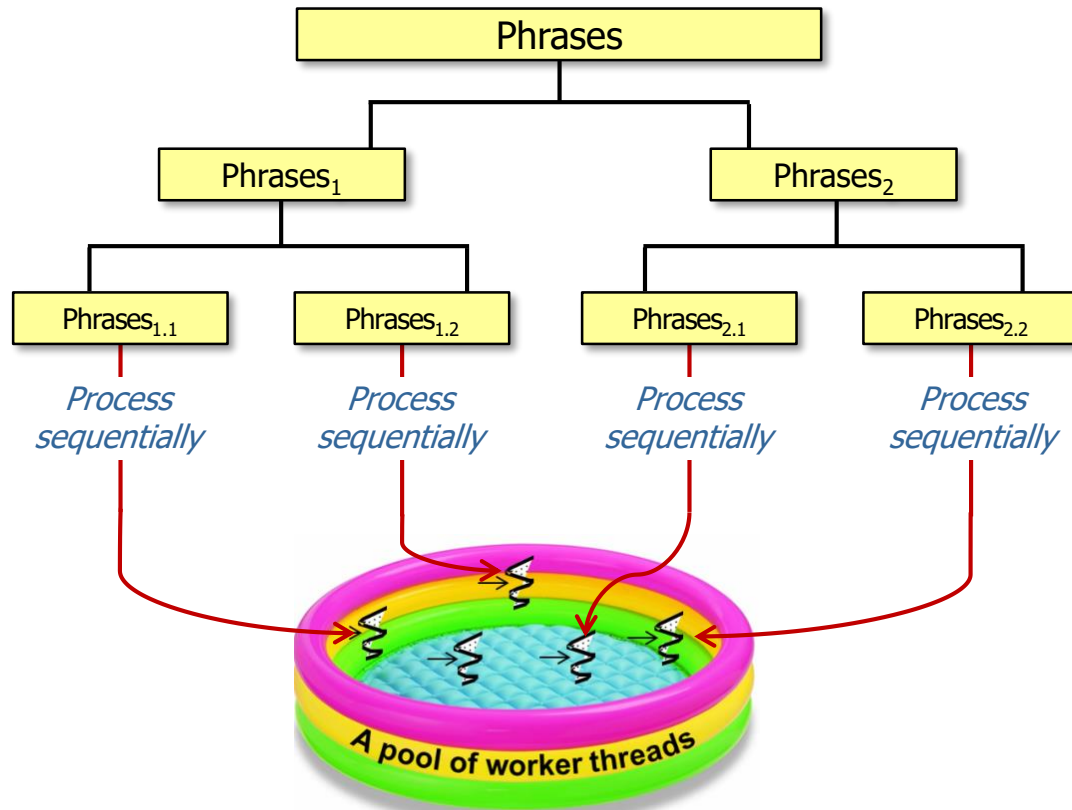 Phrases
Phrases₁
Phrases₂
Phrases₁.₁
Phrases₁.₂
Phrases₂.₁
Phrases₂.₂
Process
sequentially
Process
sequentially
Process
sequentially
Process
sequentially
A pool of worker threads